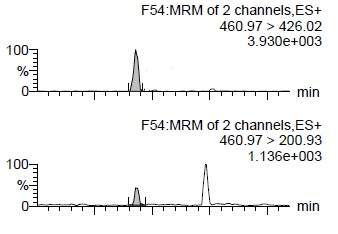 F54:MRM of 2 channels,ES+
460.97 > 426.02
3.930e+003
100
%
0
min
F54:MRM of 2 channels,ES+
460.97 > 200.93
1.136e+003
100
%
0
min